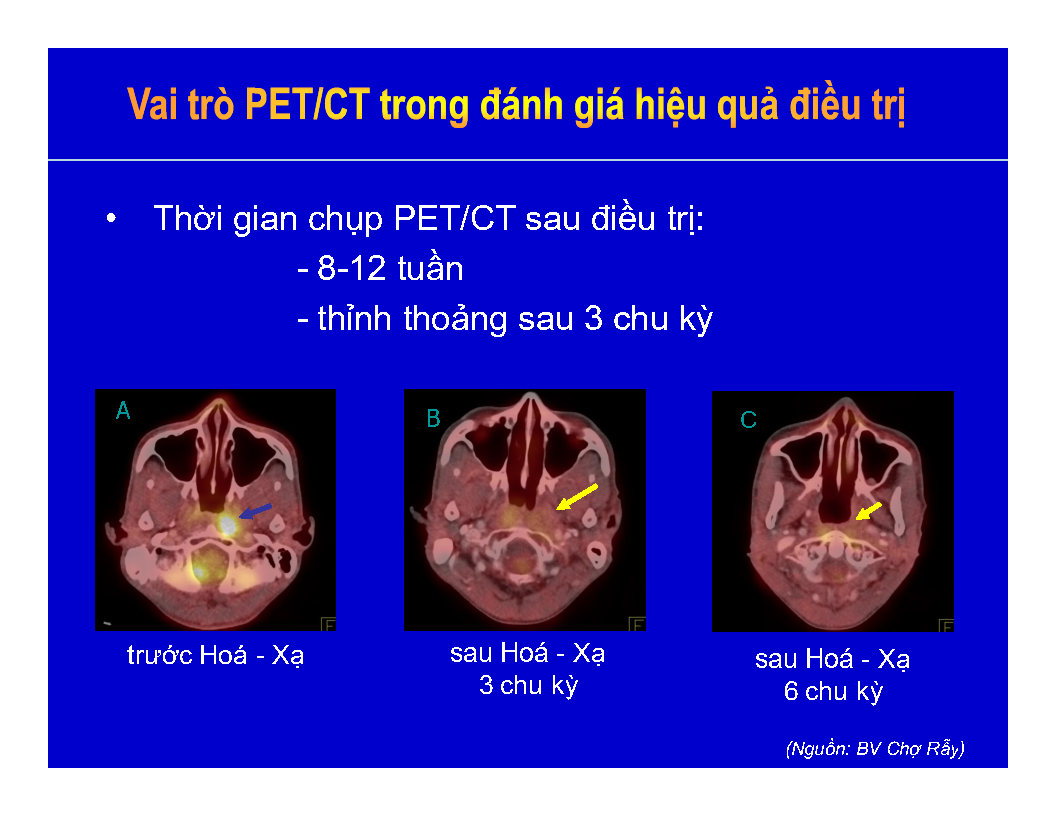 Vai trò PET/CT trong đánh giá hiệu quả điều trị
• Thời gian chụp PET/CT sau điều trị:
- 8-12 tuần
- thỉnh thoảng sau 3 chu kỳ
A
B
C
F
F
F
trước Hoá - Xạ
sau Hoá - Xạ
3 chu kỳ
sau Hoá - Xạ
6 chu kỳ
(Nguồn: BV Chợ Rẫy)